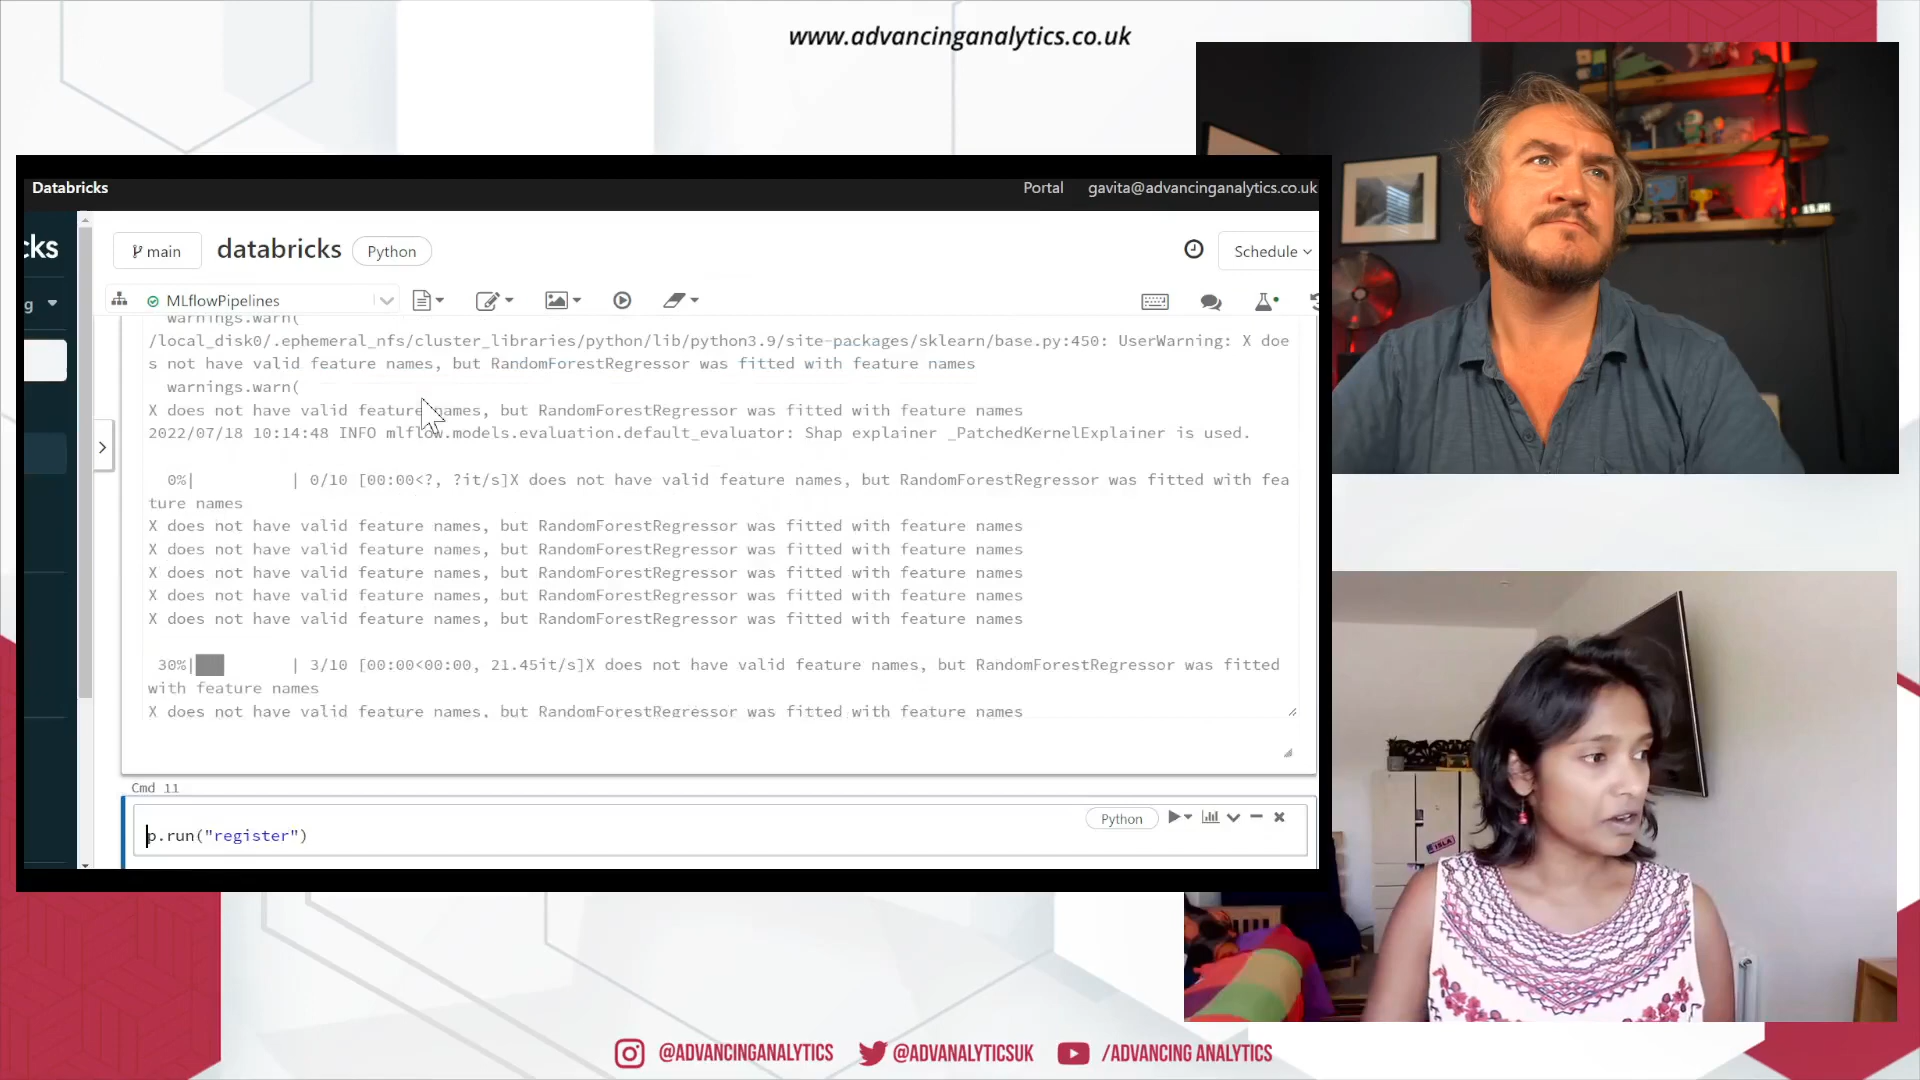 www.advancinganalytics.co.uk
Databricks
Portal
gavita@advancinganalytics.co.uk
cks
main
databricks
Python
Schedule
g
MLflowPipelines
warnings.warn(
/local_disk0/.ephemeral_nfs/cluster_libraries/python/lib/python3.9/site-packages/sklearn/base.py:450: UserWarning: X doe
s not have valid feature names, but RandomForestRegressor was fitted with feature names
warnings.warn(
X does not have valid feature names, but RandomForestRegressor was fitted with feature names
2022/07/18 10:14:48 INFO mlflow.models.evaluation.default_evaluator: Shap explainer _PatchedKernelExplainer is used.
0%| | 0/10 [00:00<?, ?it/s]X does not have valid feature names, but RandomForestRegressor was fitted with fea
ture names
X does not have valid feature names, but RandomForestRegressor was fitted with feature names
X does not have valid feature names, but RandomForestRegressor was fitted with feature names
X does not have valid feature names, but RandomForestRegressor was fitted with feature names
X does not have valid feature names, but RandomForestRegressor was fitted with feature names
X does not have valid feature names, but RandomForestRegressor was fitted with feature names
30%| | 3/10 [00:00<00:00, 21.45it/s]X does not have valid feature names, but RandomForestRegressor was fitted
with feature names
X does not have valid feature names, but RandomForestRegressor was fitted with feature names
Cmd 11
Python
p.run("register")
ISLA
@ADVANCINGANALYTICS
@ADVANALYTICSUK
/ADVANCING ANALYTICS